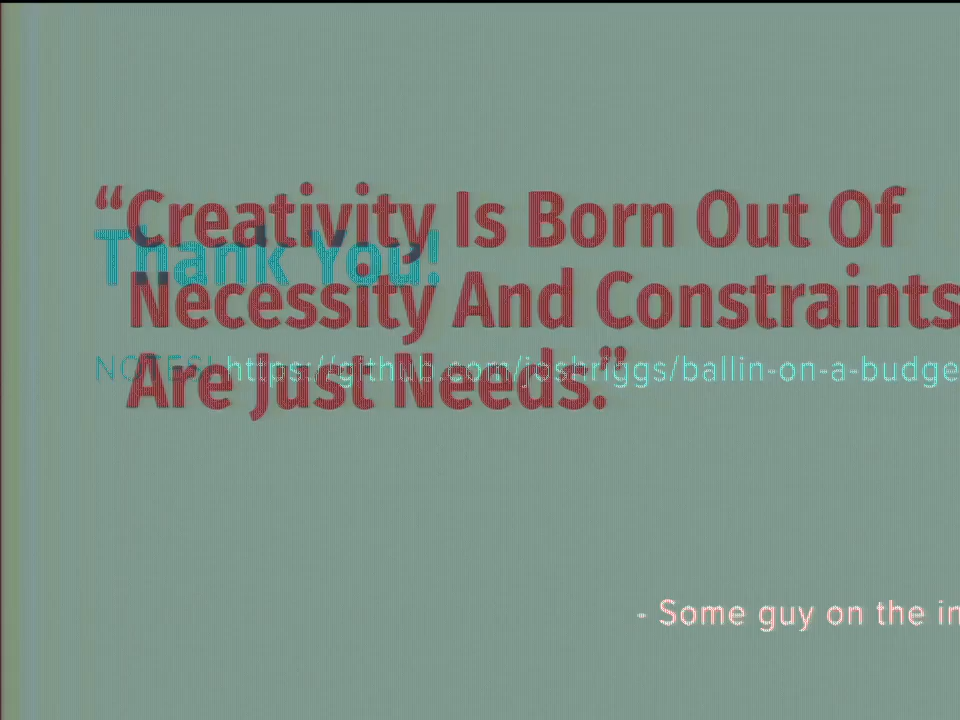 “Creativity Is Born Out Of
Thank You!
Necessity And Constraints
NOTES! https://github.com/joshriggs/ballin-on-a-budge
Are Just Needs.”
- Some guy on the in